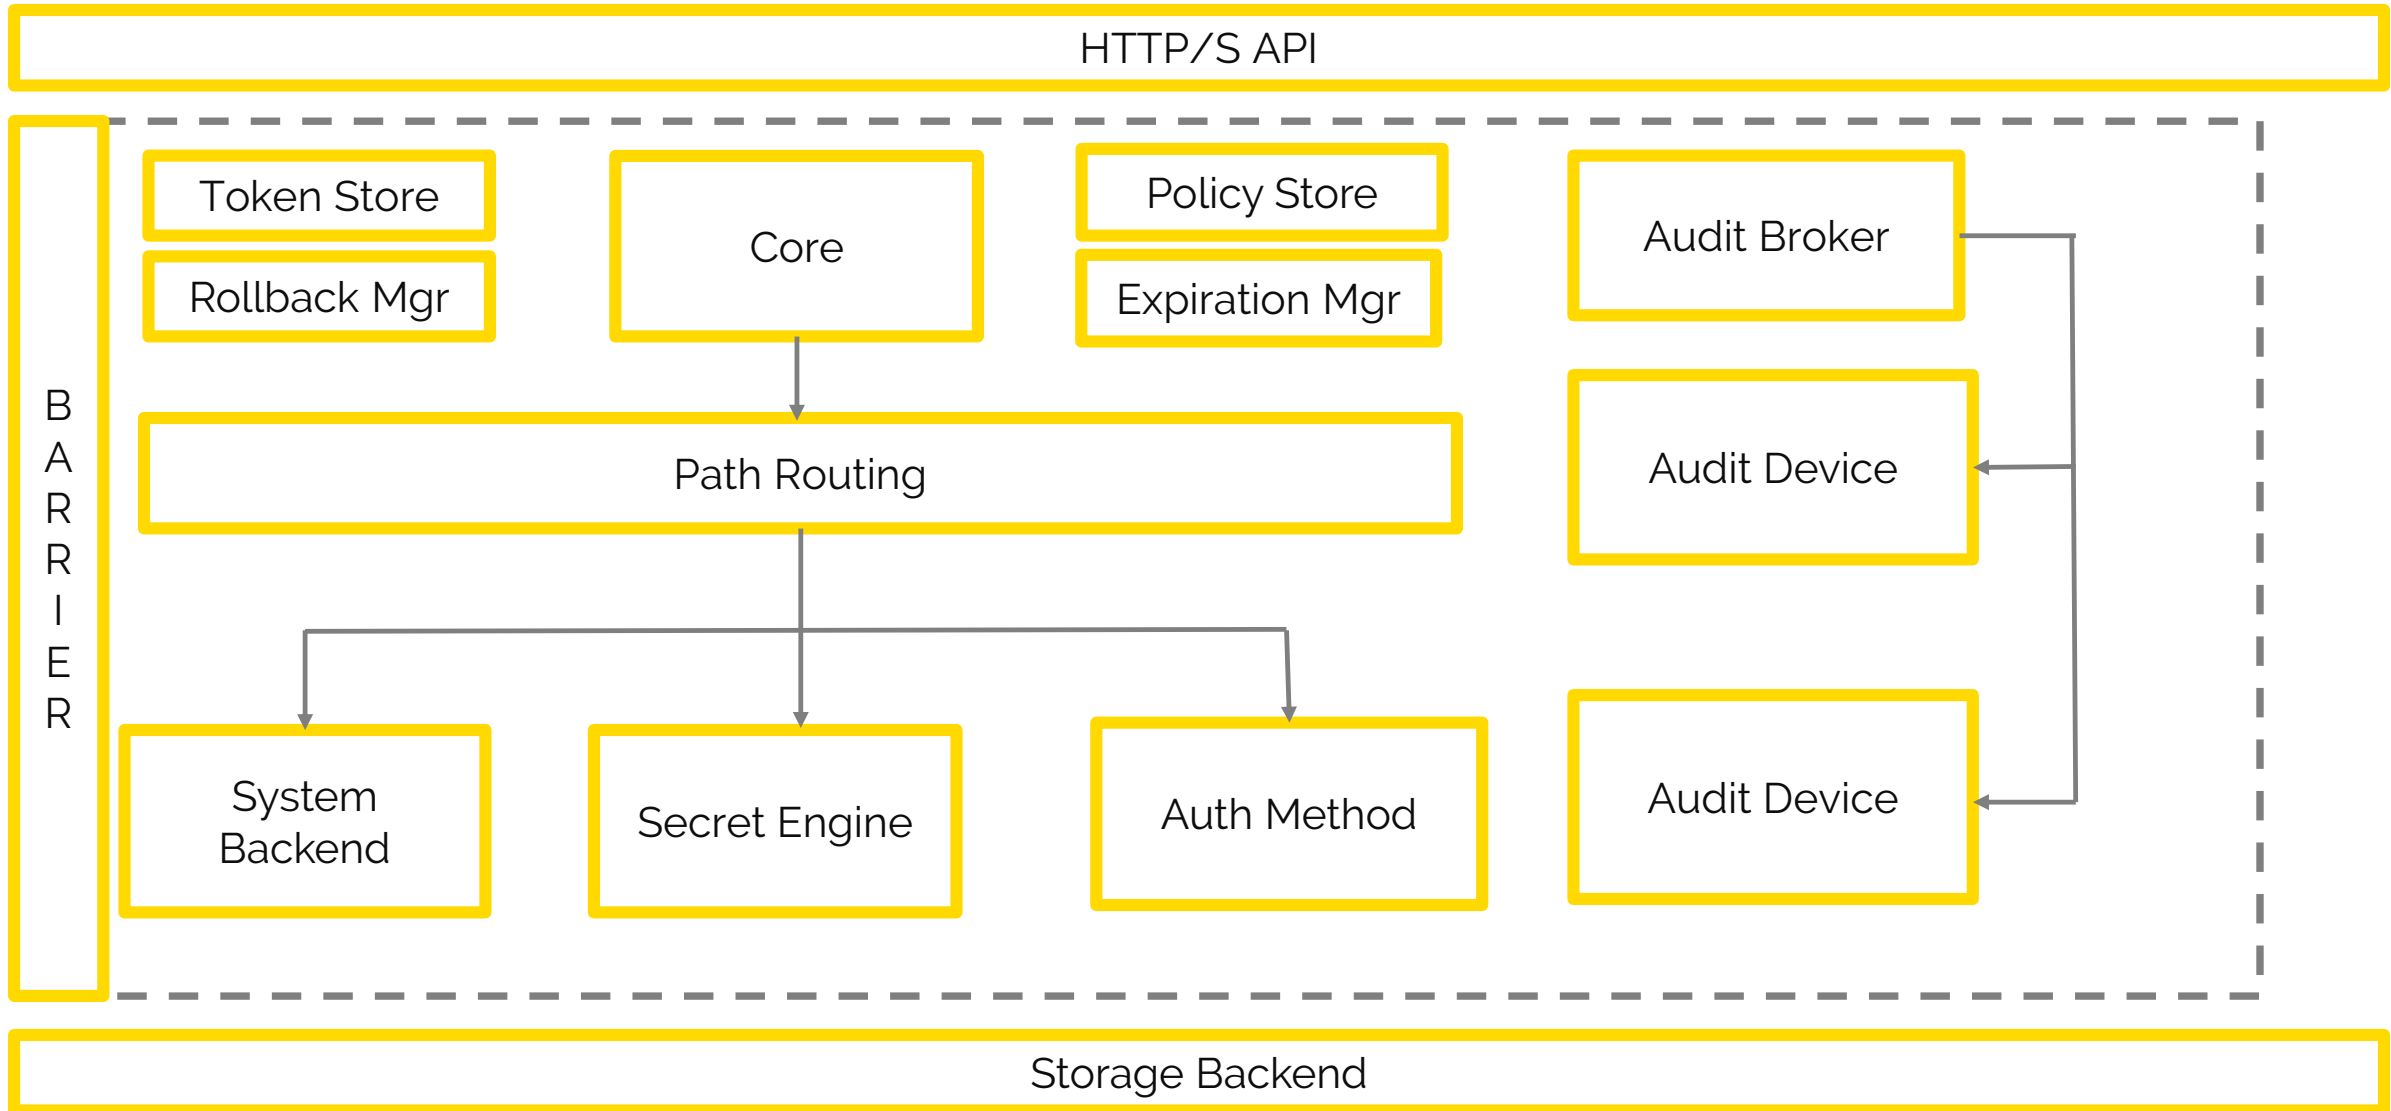 HTTP/S API
Token Store
Rollback Mgr
Core
Policy Store
Expiration Mgr
Audit Broker
B
A
R
R
I
E
R
Path Routing
Audit Device
System
Backend
Secret Engine
Auth Method
Audit Device
Storage Backend